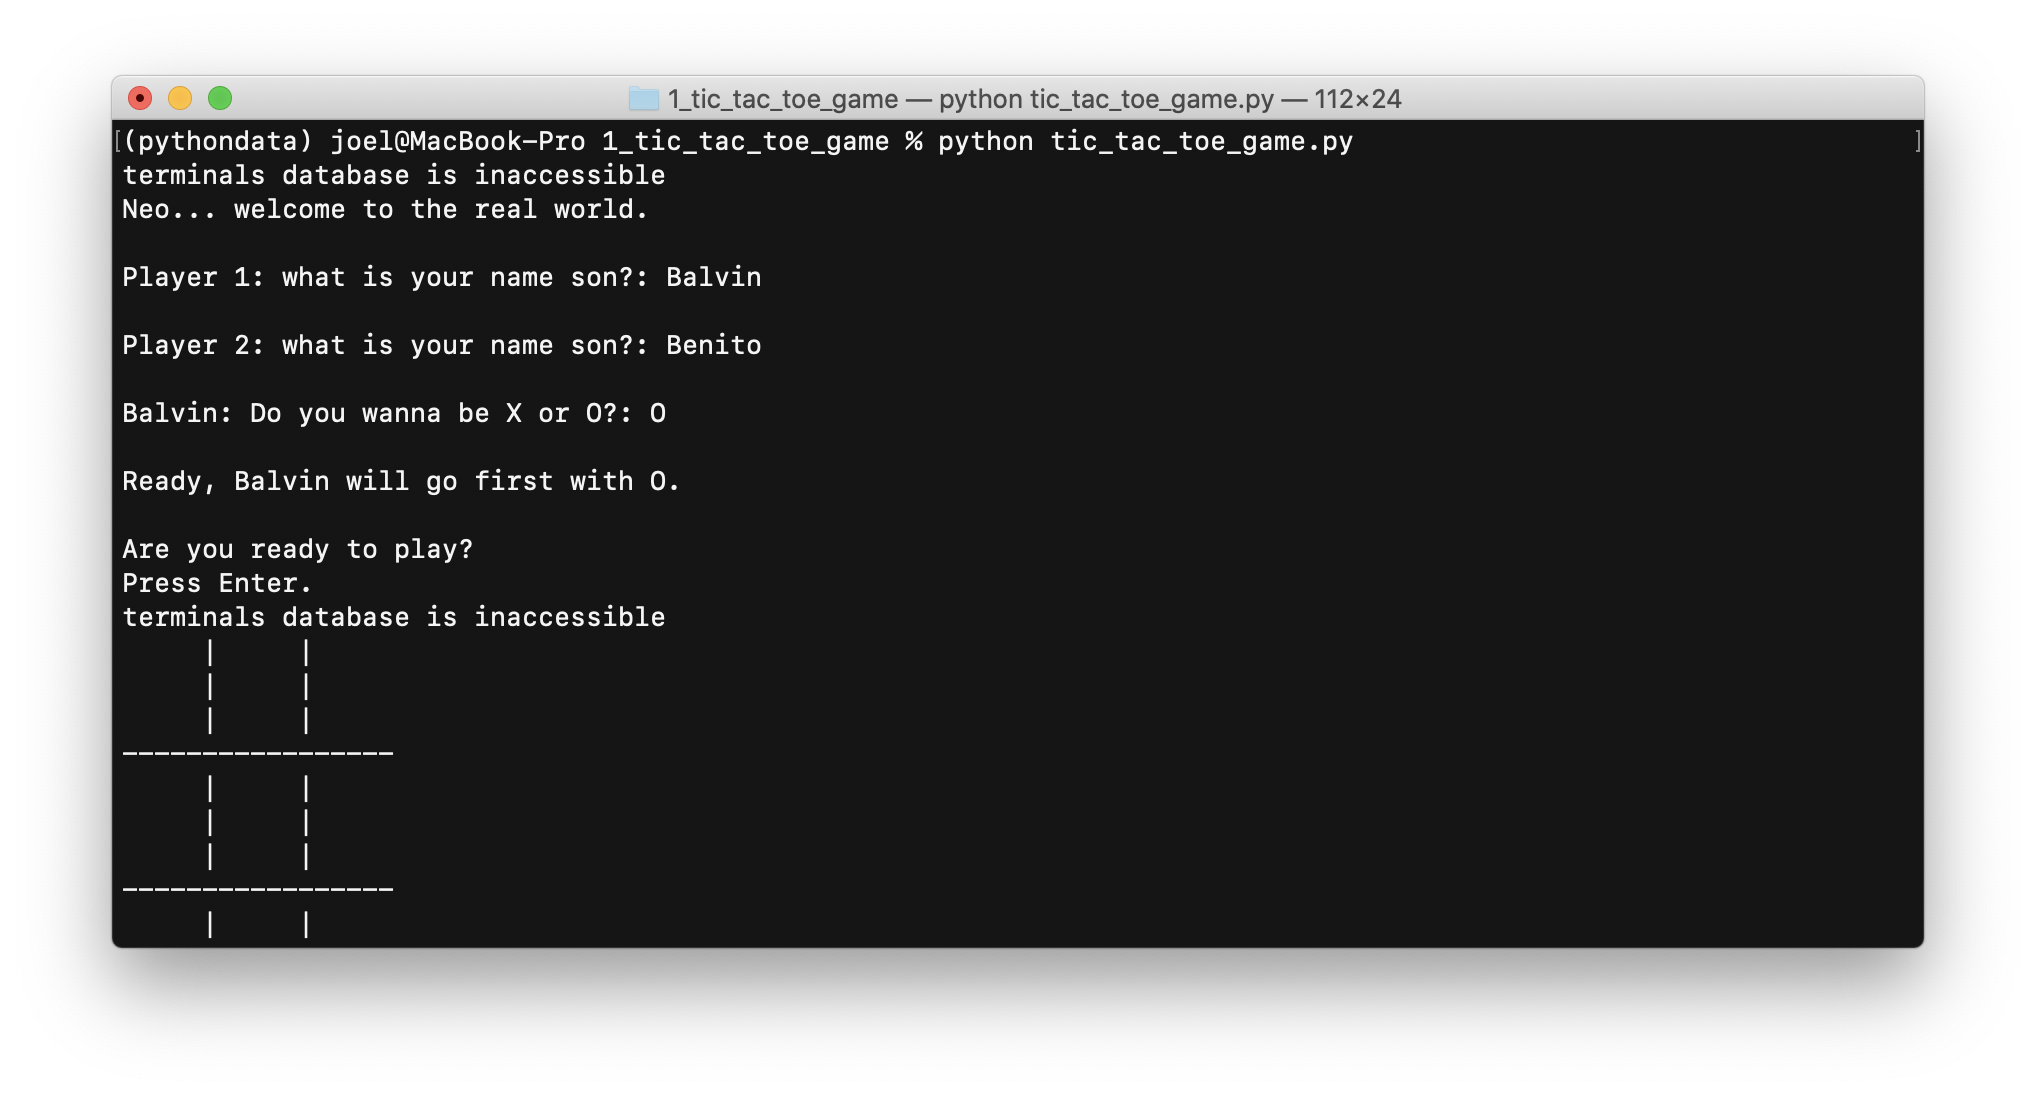 1_tic_tac_toe_game — python tic_tac_toe_game.py — 112×24
[(pythondata) joel@MacBook-Pro 1_tic_tac_toe_game % python tic_tac_toe_game.py ]
terminals database is inaccessible
Neo... welcome to the real world.
Player 1: what is your name son?: Balvin
Player 2: what is your name son?: Benito
Balvin: Do you wanna be X or O?: O
Ready, Balvin will go first with O.
Are you ready to play?
Press Enter.
terminals database is inaccessible
     |     |
     |     |
     |     |
-----------------
     |     |
     |     |
     |     |
-----------------
     |     |